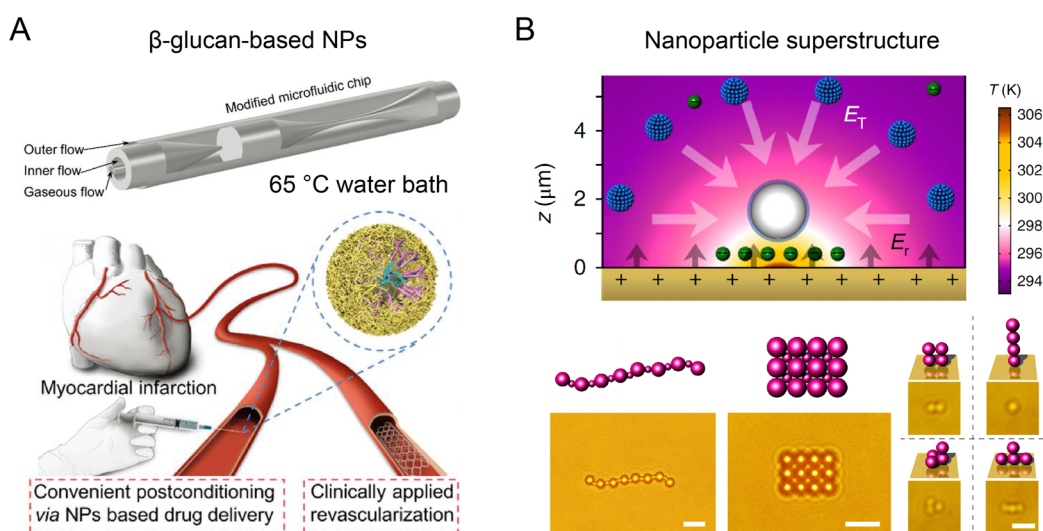 A
β-glucan-based NPs
Modified microfluidic chip
Outer flow
Inner flow
Gaseous flow
65 °C water bath
Myocardial infarction
Convenient postconditioning
via NPs based drug delivery
Clinically applied
revascularization
B
Nanoparticle superstructure
T (K)
306
304
302
300
298
296
294
z (μm)
4
2
0
E_T
E_r
+ + + + + + + + +